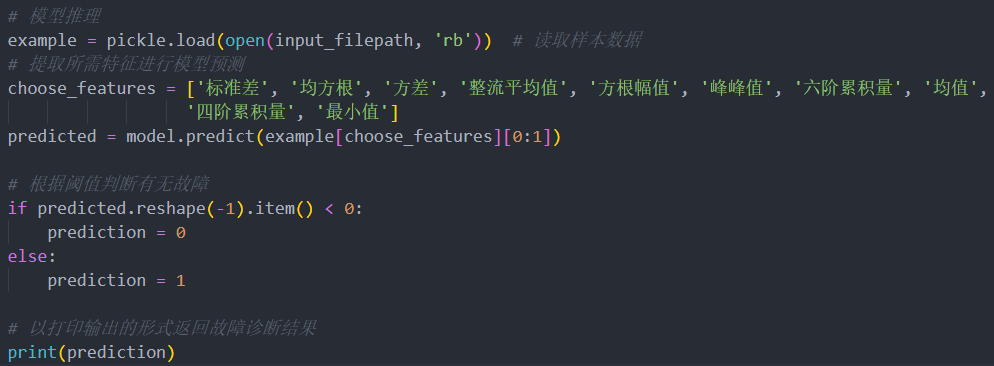 # 模型推理
example = pickle.load(open(input_filepath, 'rb'))  # 读取样本数据
# 提取所需特征进行模型预测
choose_features = ['标准差', '均方根', '方差', '整流平均值', '方根幅值', '峰峰值', '六阶累积量', '均值',
                   '四阶累积量', '最小值']
predicted = model.predict(example[choose_features][0:1])

# 根据阈值判断有无故障
if predicted.reshape(-1).item() < 0:
    prediction = 0
else:
    prediction = 1

# 以打印输出的形式返回故障诊断结果
print(prediction)